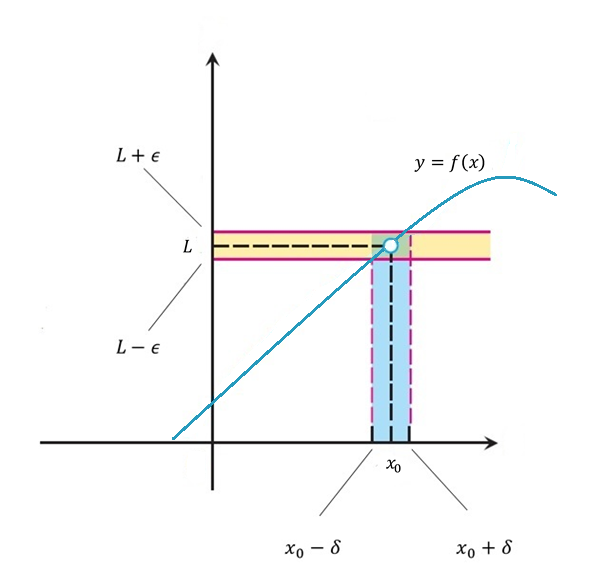 L + ϵ
y = f(x)
L
L − ϵ
x₀
x₀ − δ
x₀ + δ